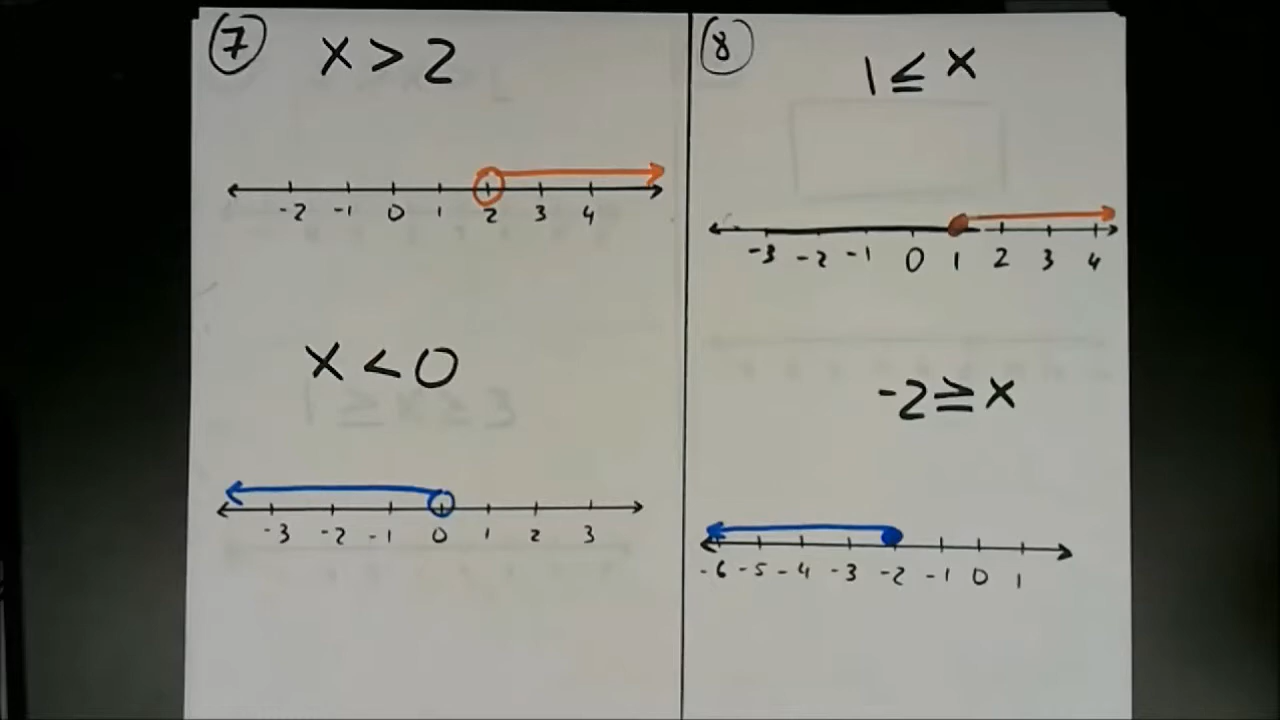 7
x > 2
-2 -1 0 1 2 3 4
x < 0
-3 -2 -1 0 1 2 3
8
1 ≤ x
-3 -2 -1 0 1 2 3 4
-2 ≥ x
-6 -5 -4 -3 -2 -1 0 1